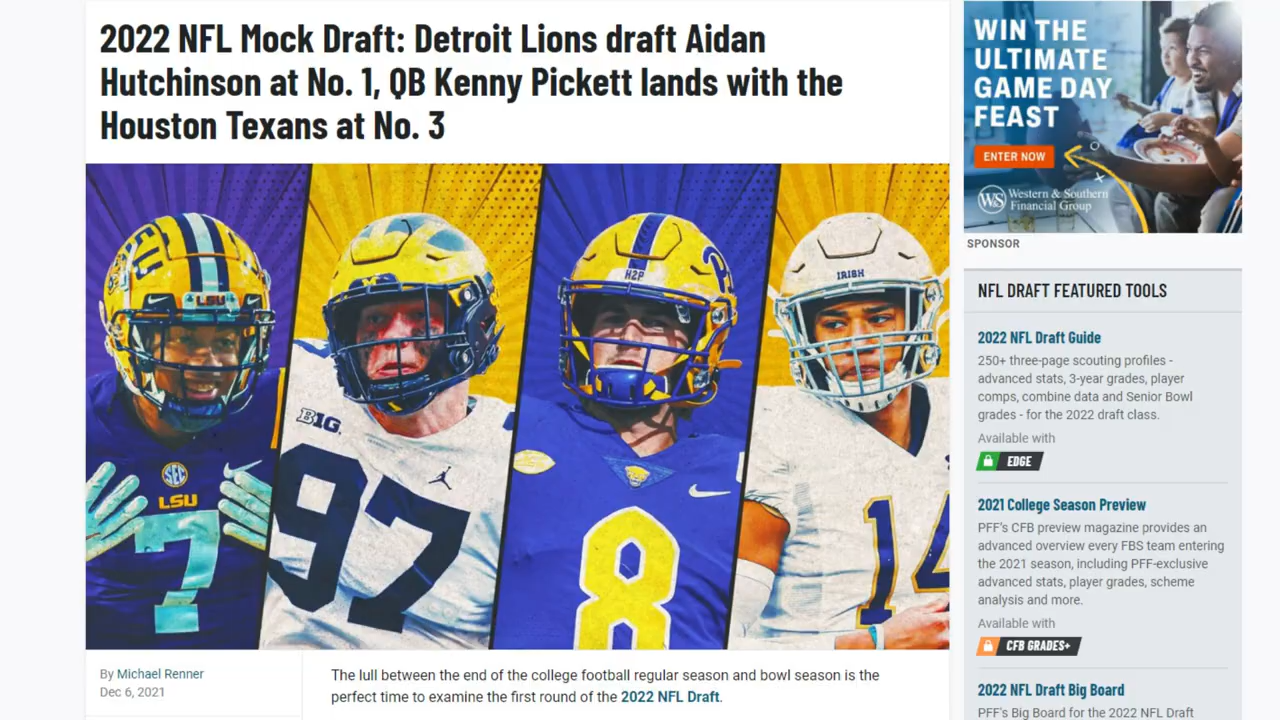 2022 NFL Mock Draft: Detroit Lions draft Aidan
Hutchinson at No. 1, QB Kenny Pickett lands with the
Houston Texans at No. 3
LSU
SEC
LSU
7
B1G
97
H2P
8
IRISH
14
By Michael Renner
Dec 6, 2021
The lull between the end of the college football regular season and bowl season is the
perfect time to examine the first round of the 2022 NFL Draft.
WIN THE
ULTIMATE
GAME DAY
FEAST
ENTER NOW
W&S Western & Southern
Financial Group
SPONSOR
NFL DRAFT FEATURED TOOLS
2022 NFL Draft Guide
250+ three-page scouting profiles -
advanced stats, 3-year grades, player
comps, combine data and Senior Bowl
grades - for the 2022 draft class.
Available with
EDGE
2021 College Season Preview
PFF's CFB preview magazine provides an
advanced overview every FBS team entering
the 2021 season, including PFF-exclusive
advanced stats, player grades, scheme
analysis and more.
Available with
CFB GRADES+
2022 NFL Draft Big Board
PFF's Big Board for the 2022 NFL Draft